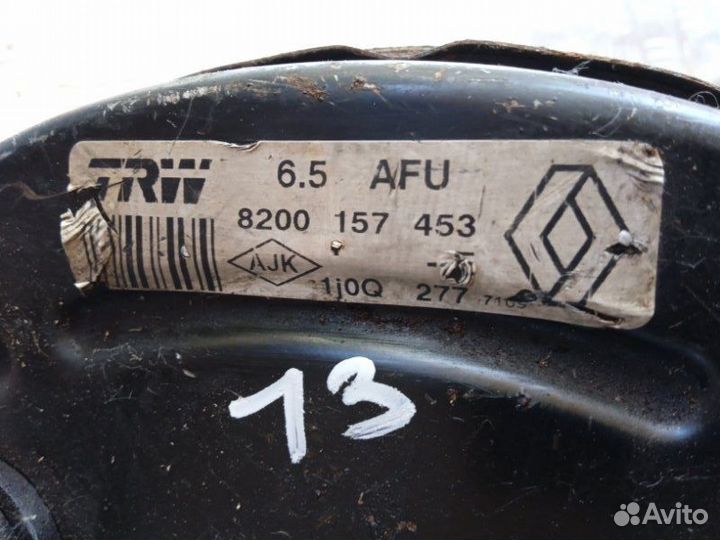 TRW 6.5 AFU
8200 157 453
AJK
1j0Q 277
13
Avito